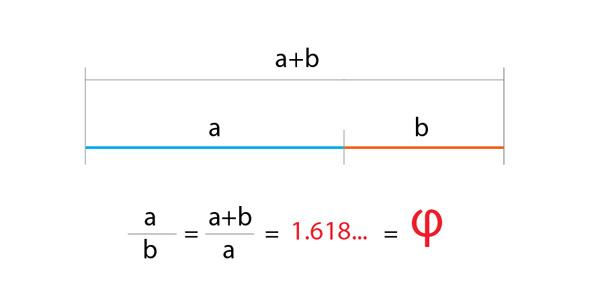 a+b
a b
a/b = a+b/a = 1.618... = φ